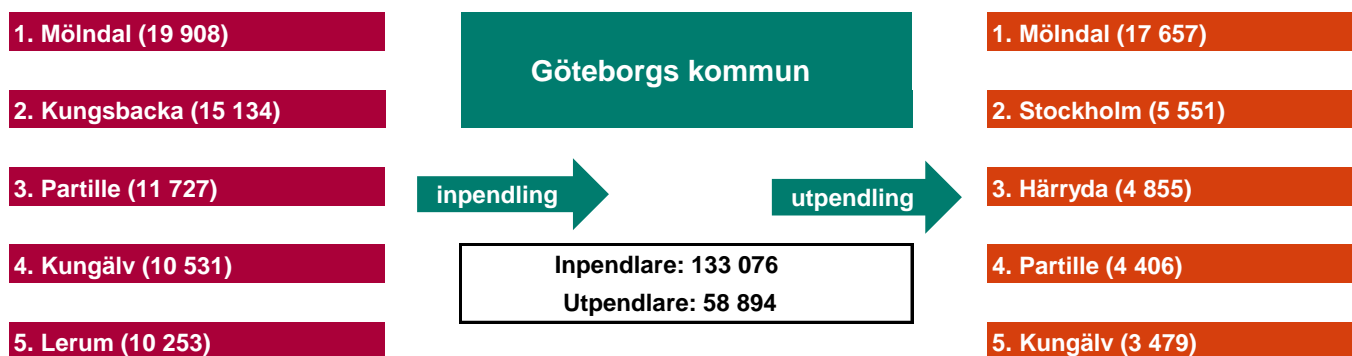 1. Mölndal (19 908)
2. Kungsbacka (15 134)
3. Partille (11 727)
4. Kungälv (10 531)
5. Lerum (10 253)
Göteborgs kommun
inpendling
utpendling
Inpendlare: 133 076
Utpendlare: 58 894
1. Mölndal (17 657)
2. Stockholm (5 551)
3. Härryda (4 855)
4. Partille (4 406)
5. Kungälv (3 479)